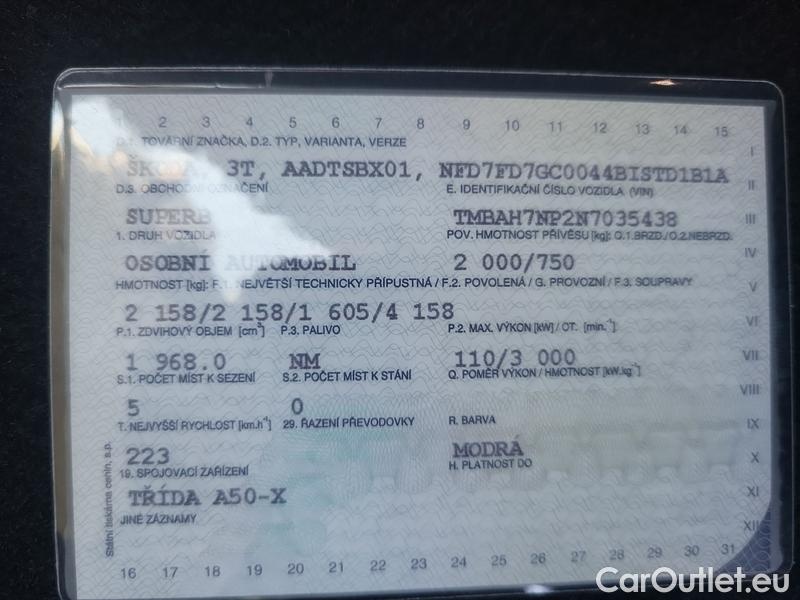 1 2 3 4 5 6 7 8 9 10 11 12 13 14 15
D.1. TOVÁRNÍ ZNAČKA, D.2. TYP, VARIANTA, VERZE
I
ŠKODA, 3T, AADTSBX01, NFD7FD7GC0044BISTD1B1A
D.3. OBCHODNÍ OZNAČENÍ E. IDENTIFIKAČNÍ ČÍSLO VOZIDLA (VIN) II
SUPERB TMBAH7NP2N7035438 III
1. DRUH VOZIDLA POV. HMOTNOST PŘÍVĚSU [kg]: O.1.BRZD./O.2.NEBRZD.
OSOBNÍ AUTOMOBIL 2 000/750 IV
HMOTNOST [kg]: F.1. NEJVĚTŠÍ TECHNICKY PŘÍPUSTNÁ / F.2. POVOLENÁ / G. PROVOZNÍ / F.3. SOUPRAVY V
2 158/2 158/1 605/4 158
P.1. ZDVIHOVÝ OBJEM [cm³] P.3. PALIVO P.2. MAX. VÝKON [kW] / OT. [min.⁻¹] VI
1 968.0 NM 110/3 000 VII
S.1. POČET MÍST K SEZENÍ S.2. POČET MÍST K STÁNÍ Q. POMĚR VÝKON / HMOTNOST [kW.kg⁻¹]
VIII
5 0
T. NEJVYŠŠÍ RYCHLOST [km.h⁻¹] 29. ŘAZENÍ PŘEVODOVKY R. BARVA IX
223 MODRÁ X
19. SPOJOVACÍ ZAŘÍZENÍ H. PLATNOST DO
TŘÍDA A50-X XI
JINÉ ZÁZNAMY XII
Státní tiskárna cenin, s.p.
16 17 18 19 20 21 22 23 24 25 26 27 28 29 30 31
CarOutlet.eu